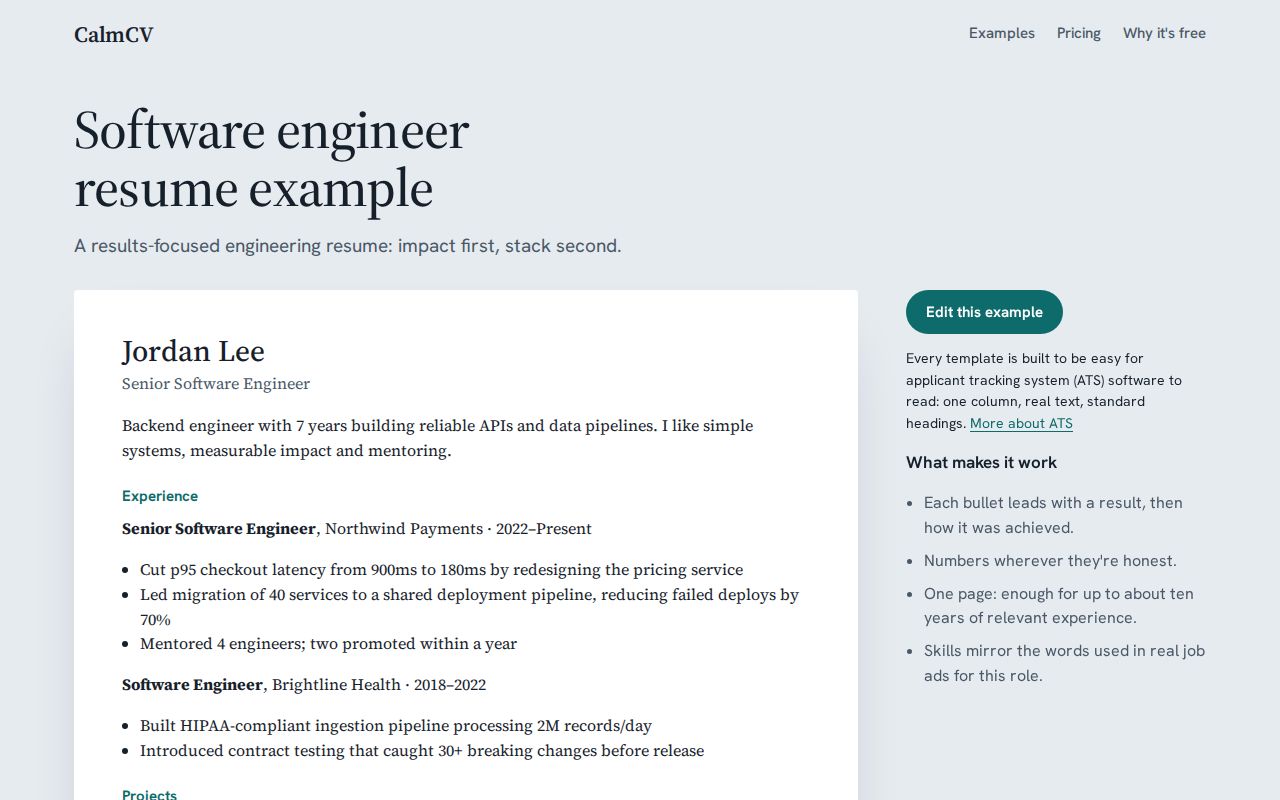 CalmCV
Examples
Pricing
Why it's free
Software engineer
resume example
A results-focused engineering resume: impact first, stack second.
Jordan Lee
Senior Software Engineer
Backend engineer with 7 years building reliable APIs and data pipelines. I like simple
systems, measurable impact and mentoring.
Experience
Senior Software Engineer, Northwind Payments · 2022–Present
• Cut p95 checkout latency from 900ms to 180ms by redesigning the pricing service
• Led migration of 40 services to a shared deployment pipeline, reducing failed deploys by
70%
• Mentored 4 engineers; two promoted within a year
Software Engineer, Brightline Health · 2018–2022
• Built HIPAA-compliant ingestion pipeline processing 2M records/day
• Introduced contract testing that caught 30+ breaking changes before release
Projects
Edit this example
Every template is built to be easy for
applicant tracking system (ATS) software to
read: one column, real text, standard
headings. More about ATS
What makes it work
• Each bullet leads with a result, then
how it was achieved.
• Numbers wherever they're honest.
• One page: enough for up to about ten
years of relevant experience.
• Skills mirror the words used in real job
ads for this role.